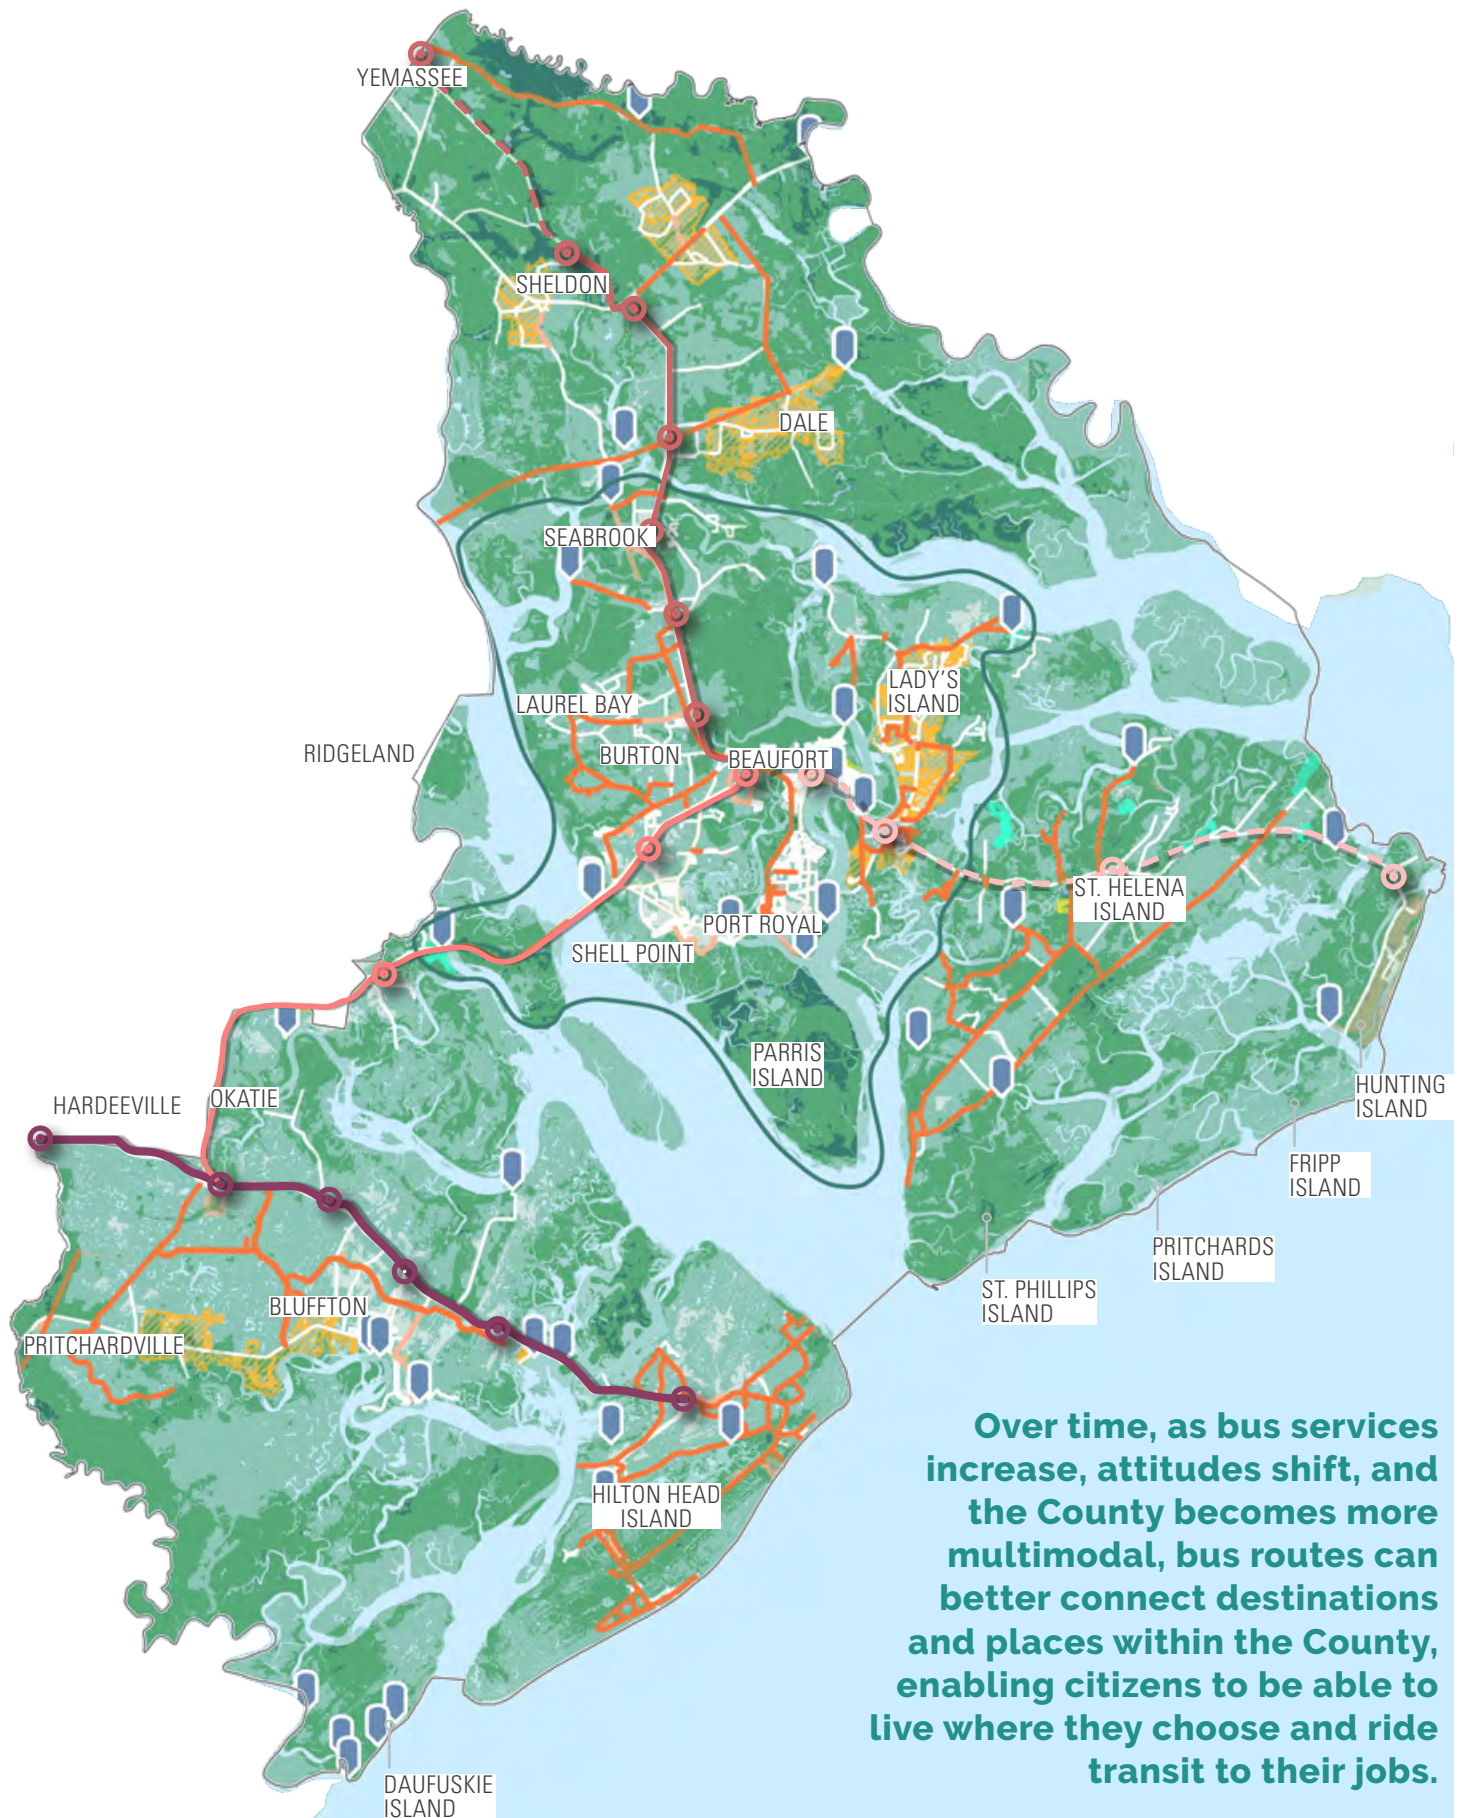 YEMASSEE
SHELDON
DALE
SEABROOK
LADY'S
ISLAND
LAUREL BAY
RIDGELAND
BURTON
BEAUFORT
ST. HELENA
ISLAND
PORT ROYAL
SHELL POINT
PARRIS
ISLAND
HUNTING
ISLAND
OKATIE
HARDEEVILLE
FRIPP
ISLAND
PRITCHARDS
ISLAND
ST. PHILLIPS
ISLAND
BLUFFTON
PRITCHARDVILLE
HILTON HEAD
ISLAND
DAUFUSKIE
ISLAND
Over time, as bus services
increase, attitudes shift, and
the County becomes more
multimodal, bus routes can
better connect destinations
and places within the County,
enabling citizens to be able to
live where they choose and ride
transit to their jobs.